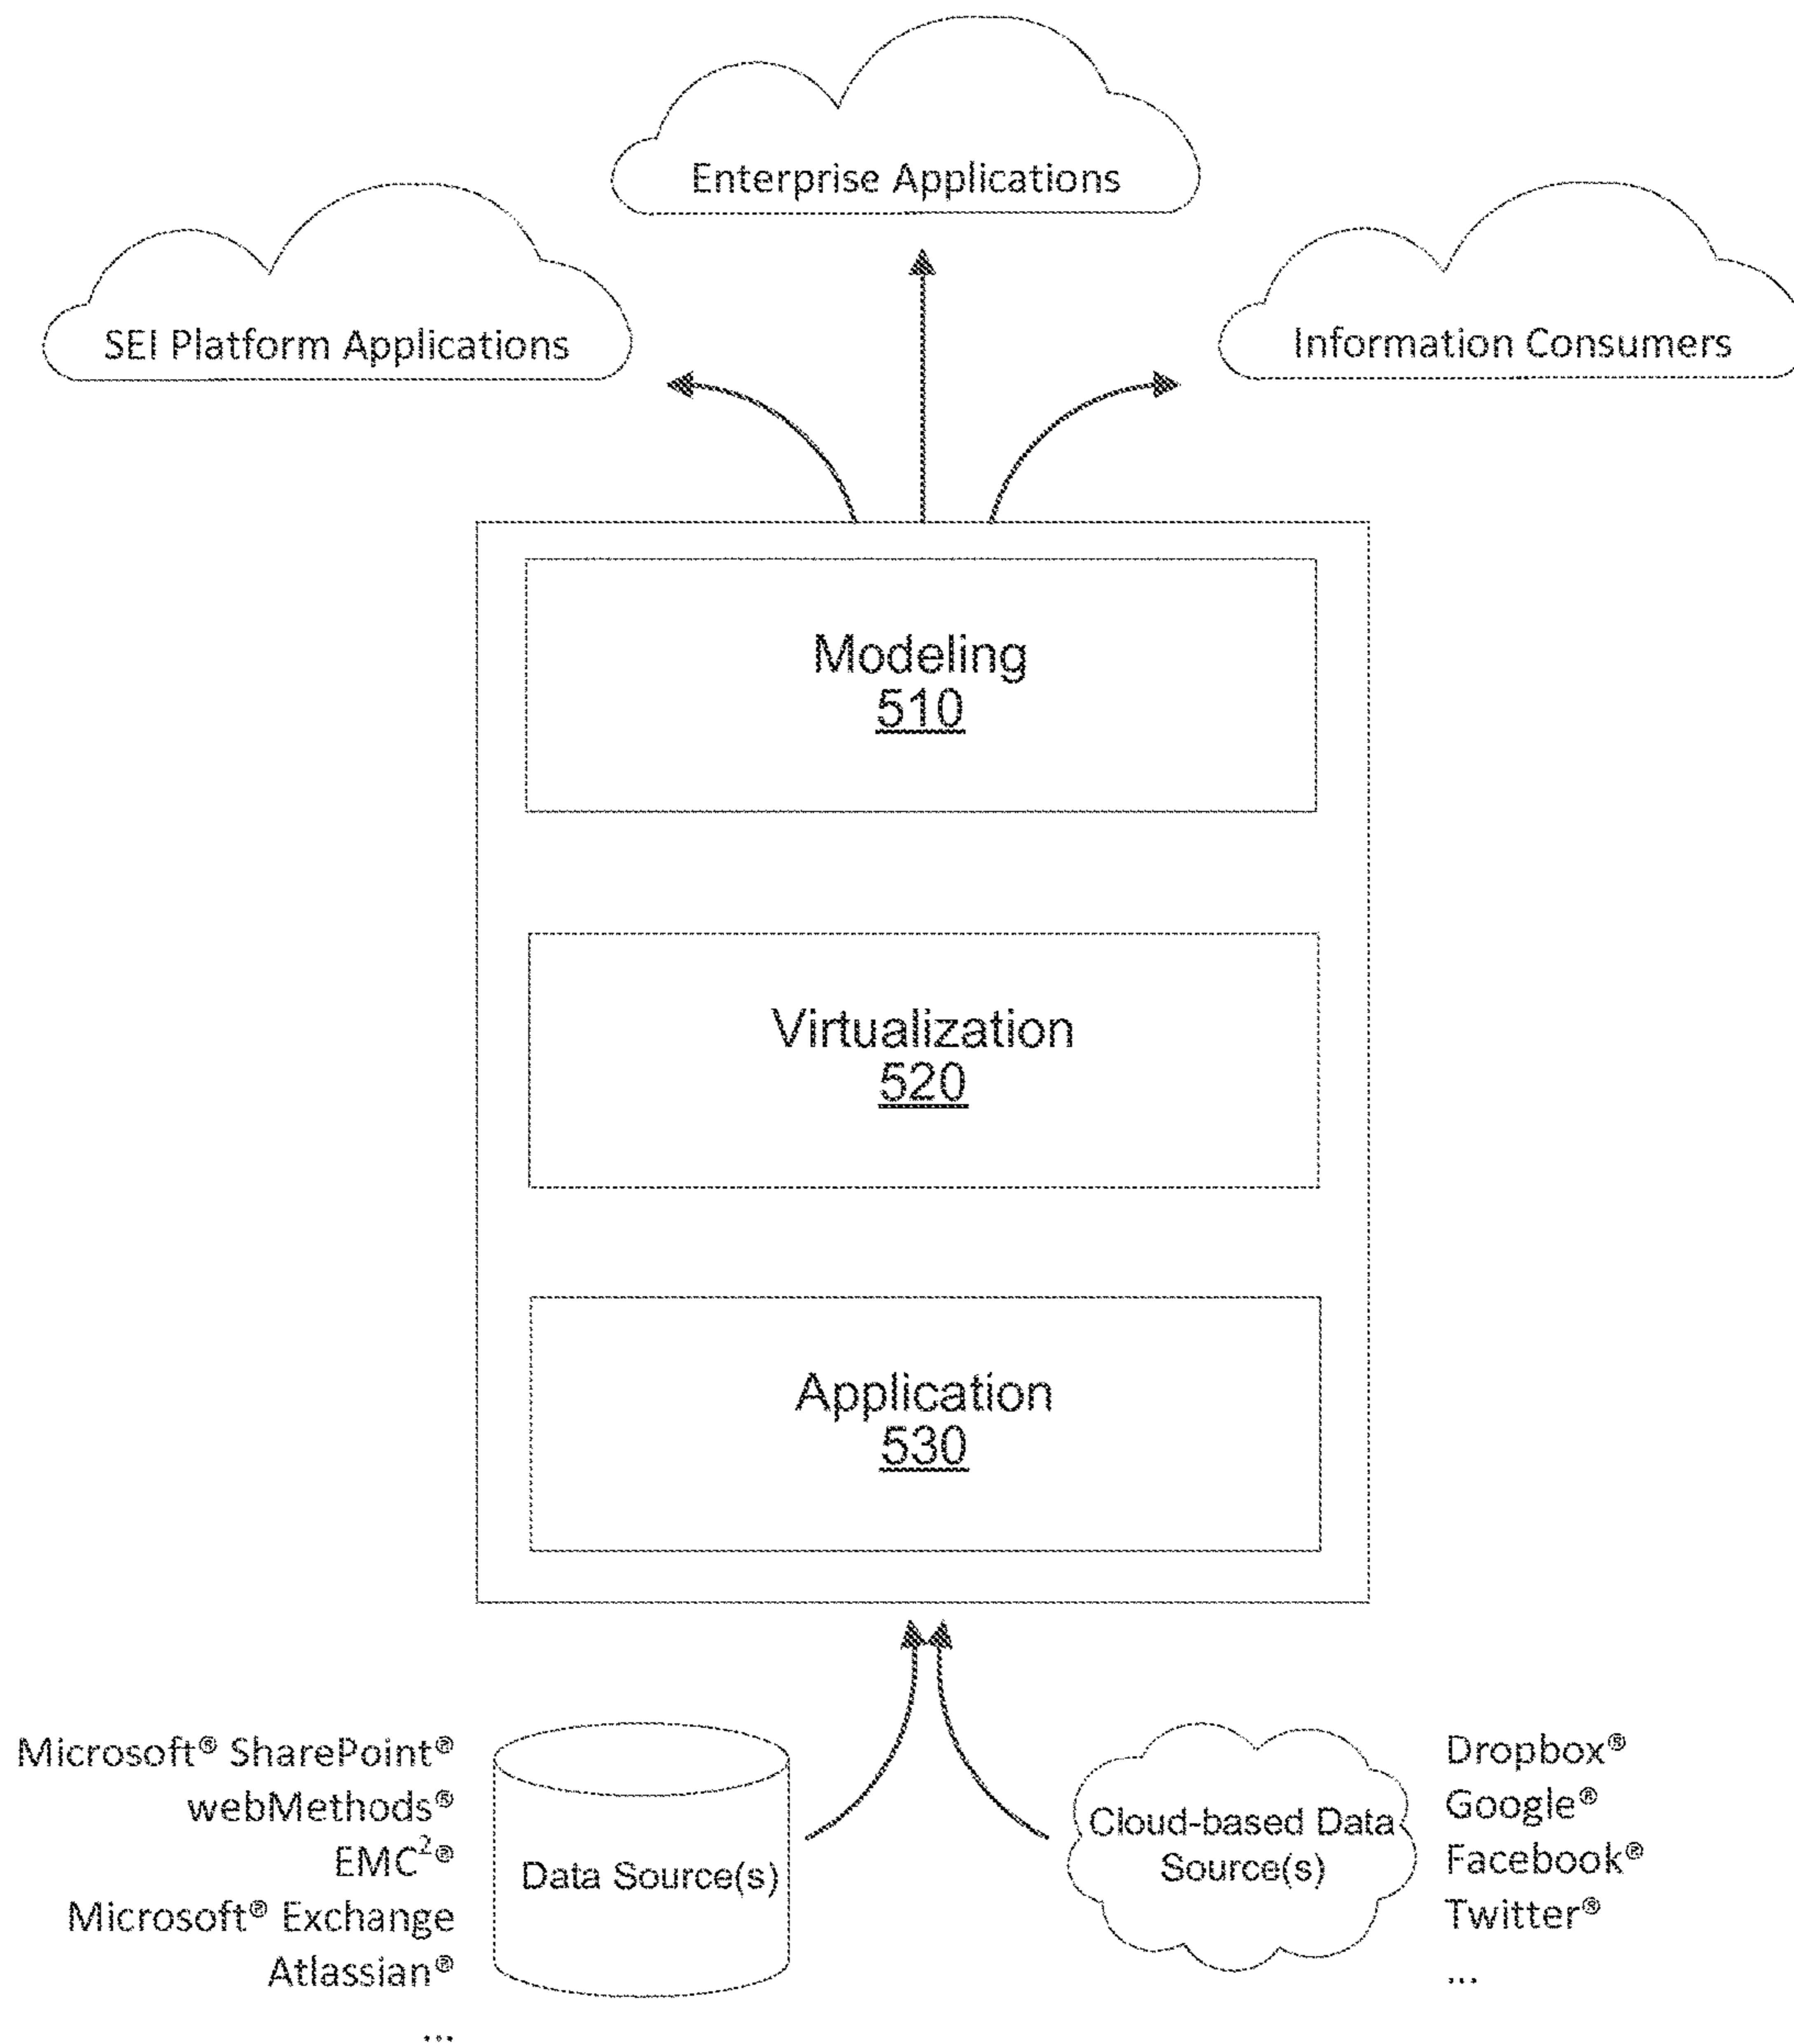 Enterprise Applications
SEI Platform Applications
Information Consumers
Modeling
510
Virtualization
520
Application
530
Microsoft® SharePoint®
webMethods®
EMC²®
Microsoft® Exchange
Atlassian®
...
Data Source(s)
Cloud-based Data
Source(s)
Dropbox®
Google®
Facebook®
Twitter®
...